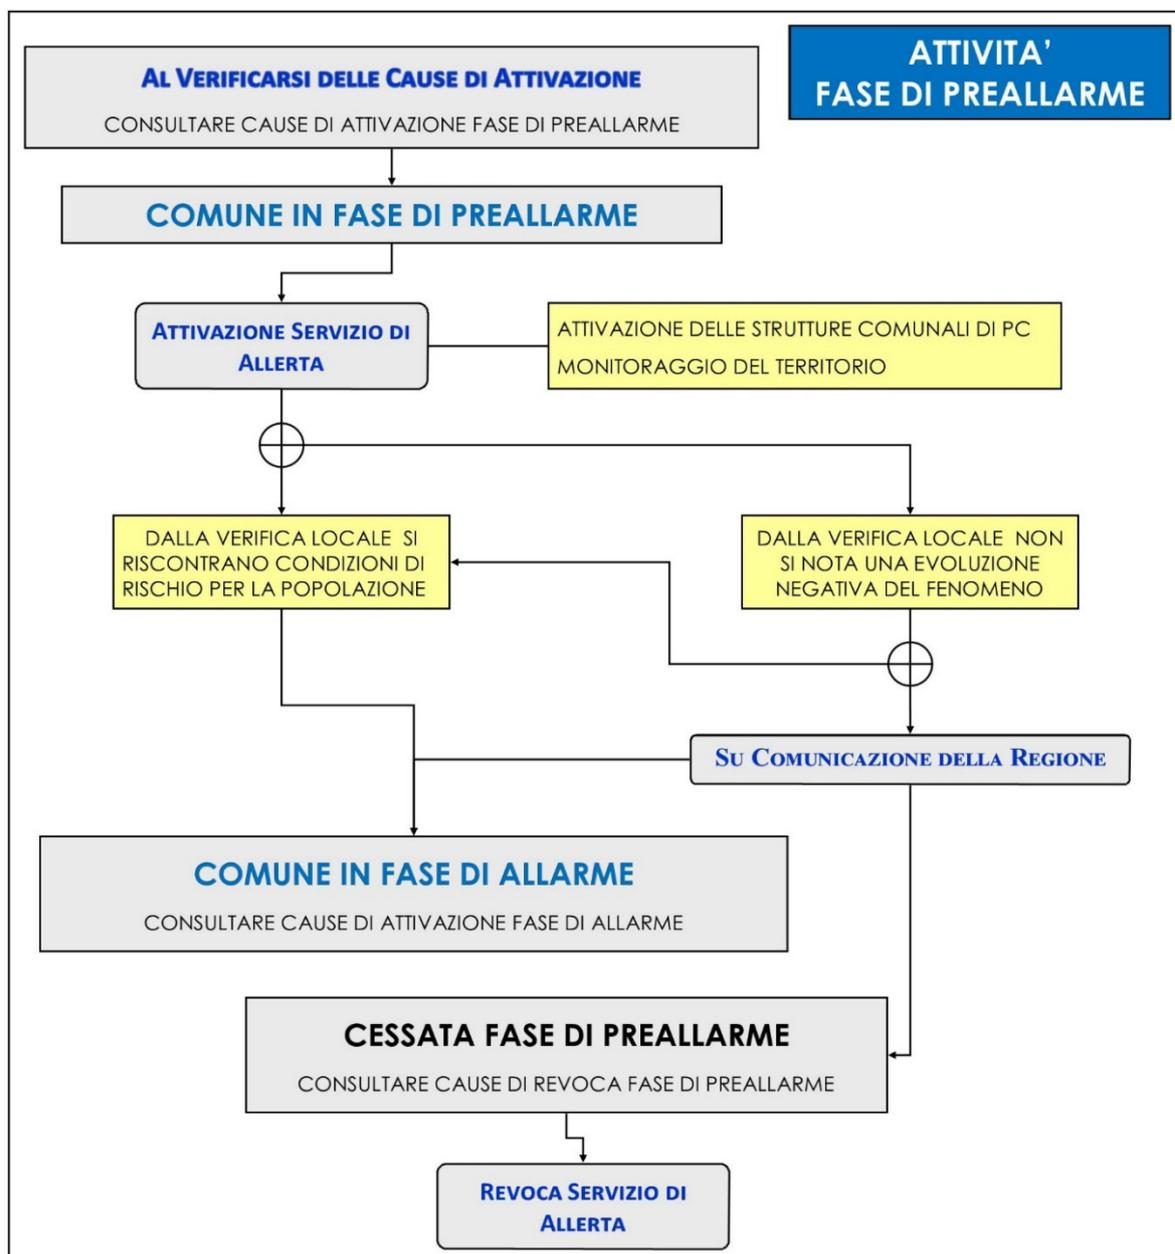 ATTIVITA'
FASE DI PREALLARME
AL VERIFICARSI DELLE CAUSE DI ATTIVAZIONE
CONSULTARE CAUSE DI ATTIVAZIONE FASE DI PREALLARME
COMUNE IN FASE DI PREALLARME
ATTIVAZIONE SERVIZIO DI
ALLERTA
ATTIVAZIONE DELLE STRUTTURE COMUNALI DI PC
MONITORAGGIO DEL TERRITORIO
DALLA VERIFICA LOCALE SI
RISCONTRANO CONDIZIONI DI
RISCHIO PER LA POPOLAZIONE
DALLA VERIFICA LOCALE NON
SI NOTA UNA EVOLUZIONE
NEGATIVA DEL FENOMENO
SU COMUNICAZIONE DELLA REGIONE
COMUNE IN FASE DI ALLARME
CONSULTARE CAUSE DI ATTIVAZIONE FASE DI ALLARME
CESSATA FASE DI PREALLARME
CONSULTARE CAUSE DI REVOCA FASE DI PREALLARME
REVOCA SERVIZIO DI
ALLERTA